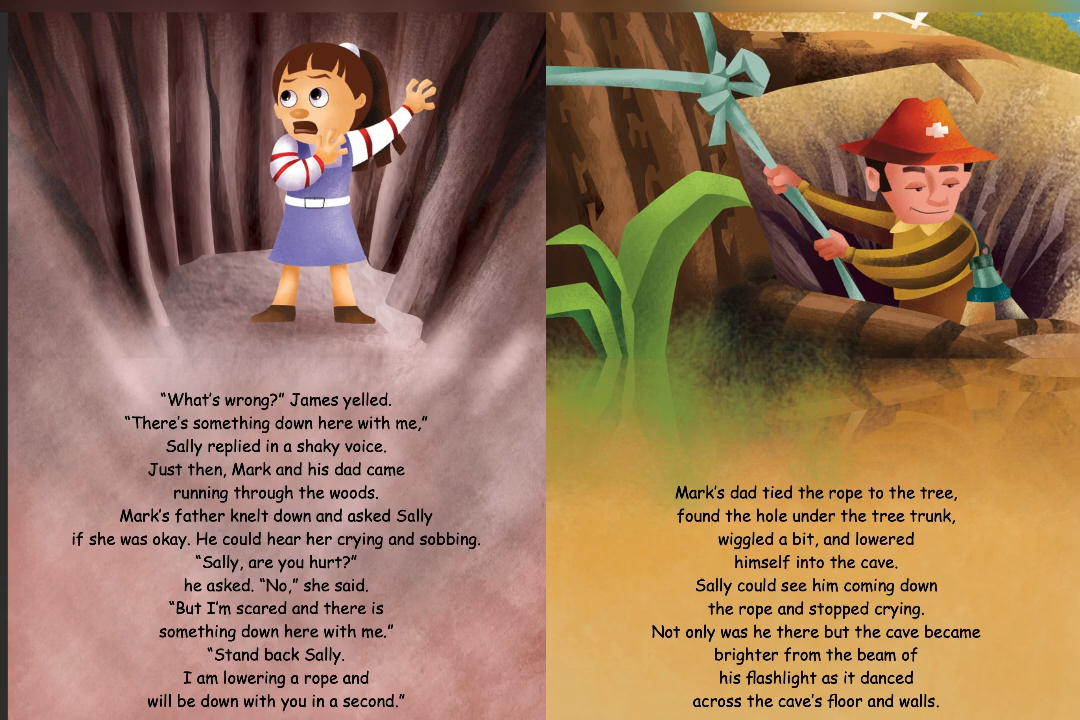 “What’s wrong?” James yelled.
“There’s something down here with me,”
Sally replied in a shaky voice.
Just then, Mark and his dad came
running through the woods.
Mark’s father knelt down and asked Sally
if she was okay. He could hear her crying and sobbing.
“Sally, are you hurt?”
he asked. “No,” she said.
“But I’m scared and there is
something down here with me.”
“Stand back Sally.
I am lowering a rope and
will be down with you in a second.”
Mark’s dad tied the rope to the tree,
found the hole under the tree trunk,
wiggled a bit, and lowered
himself into the cave.
Sally could see him coming down
the rope and stopped crying.
Not only was he there but the cave became
brighter from the beam of
his flashlight as it danced
across the cave’s floor and walls.